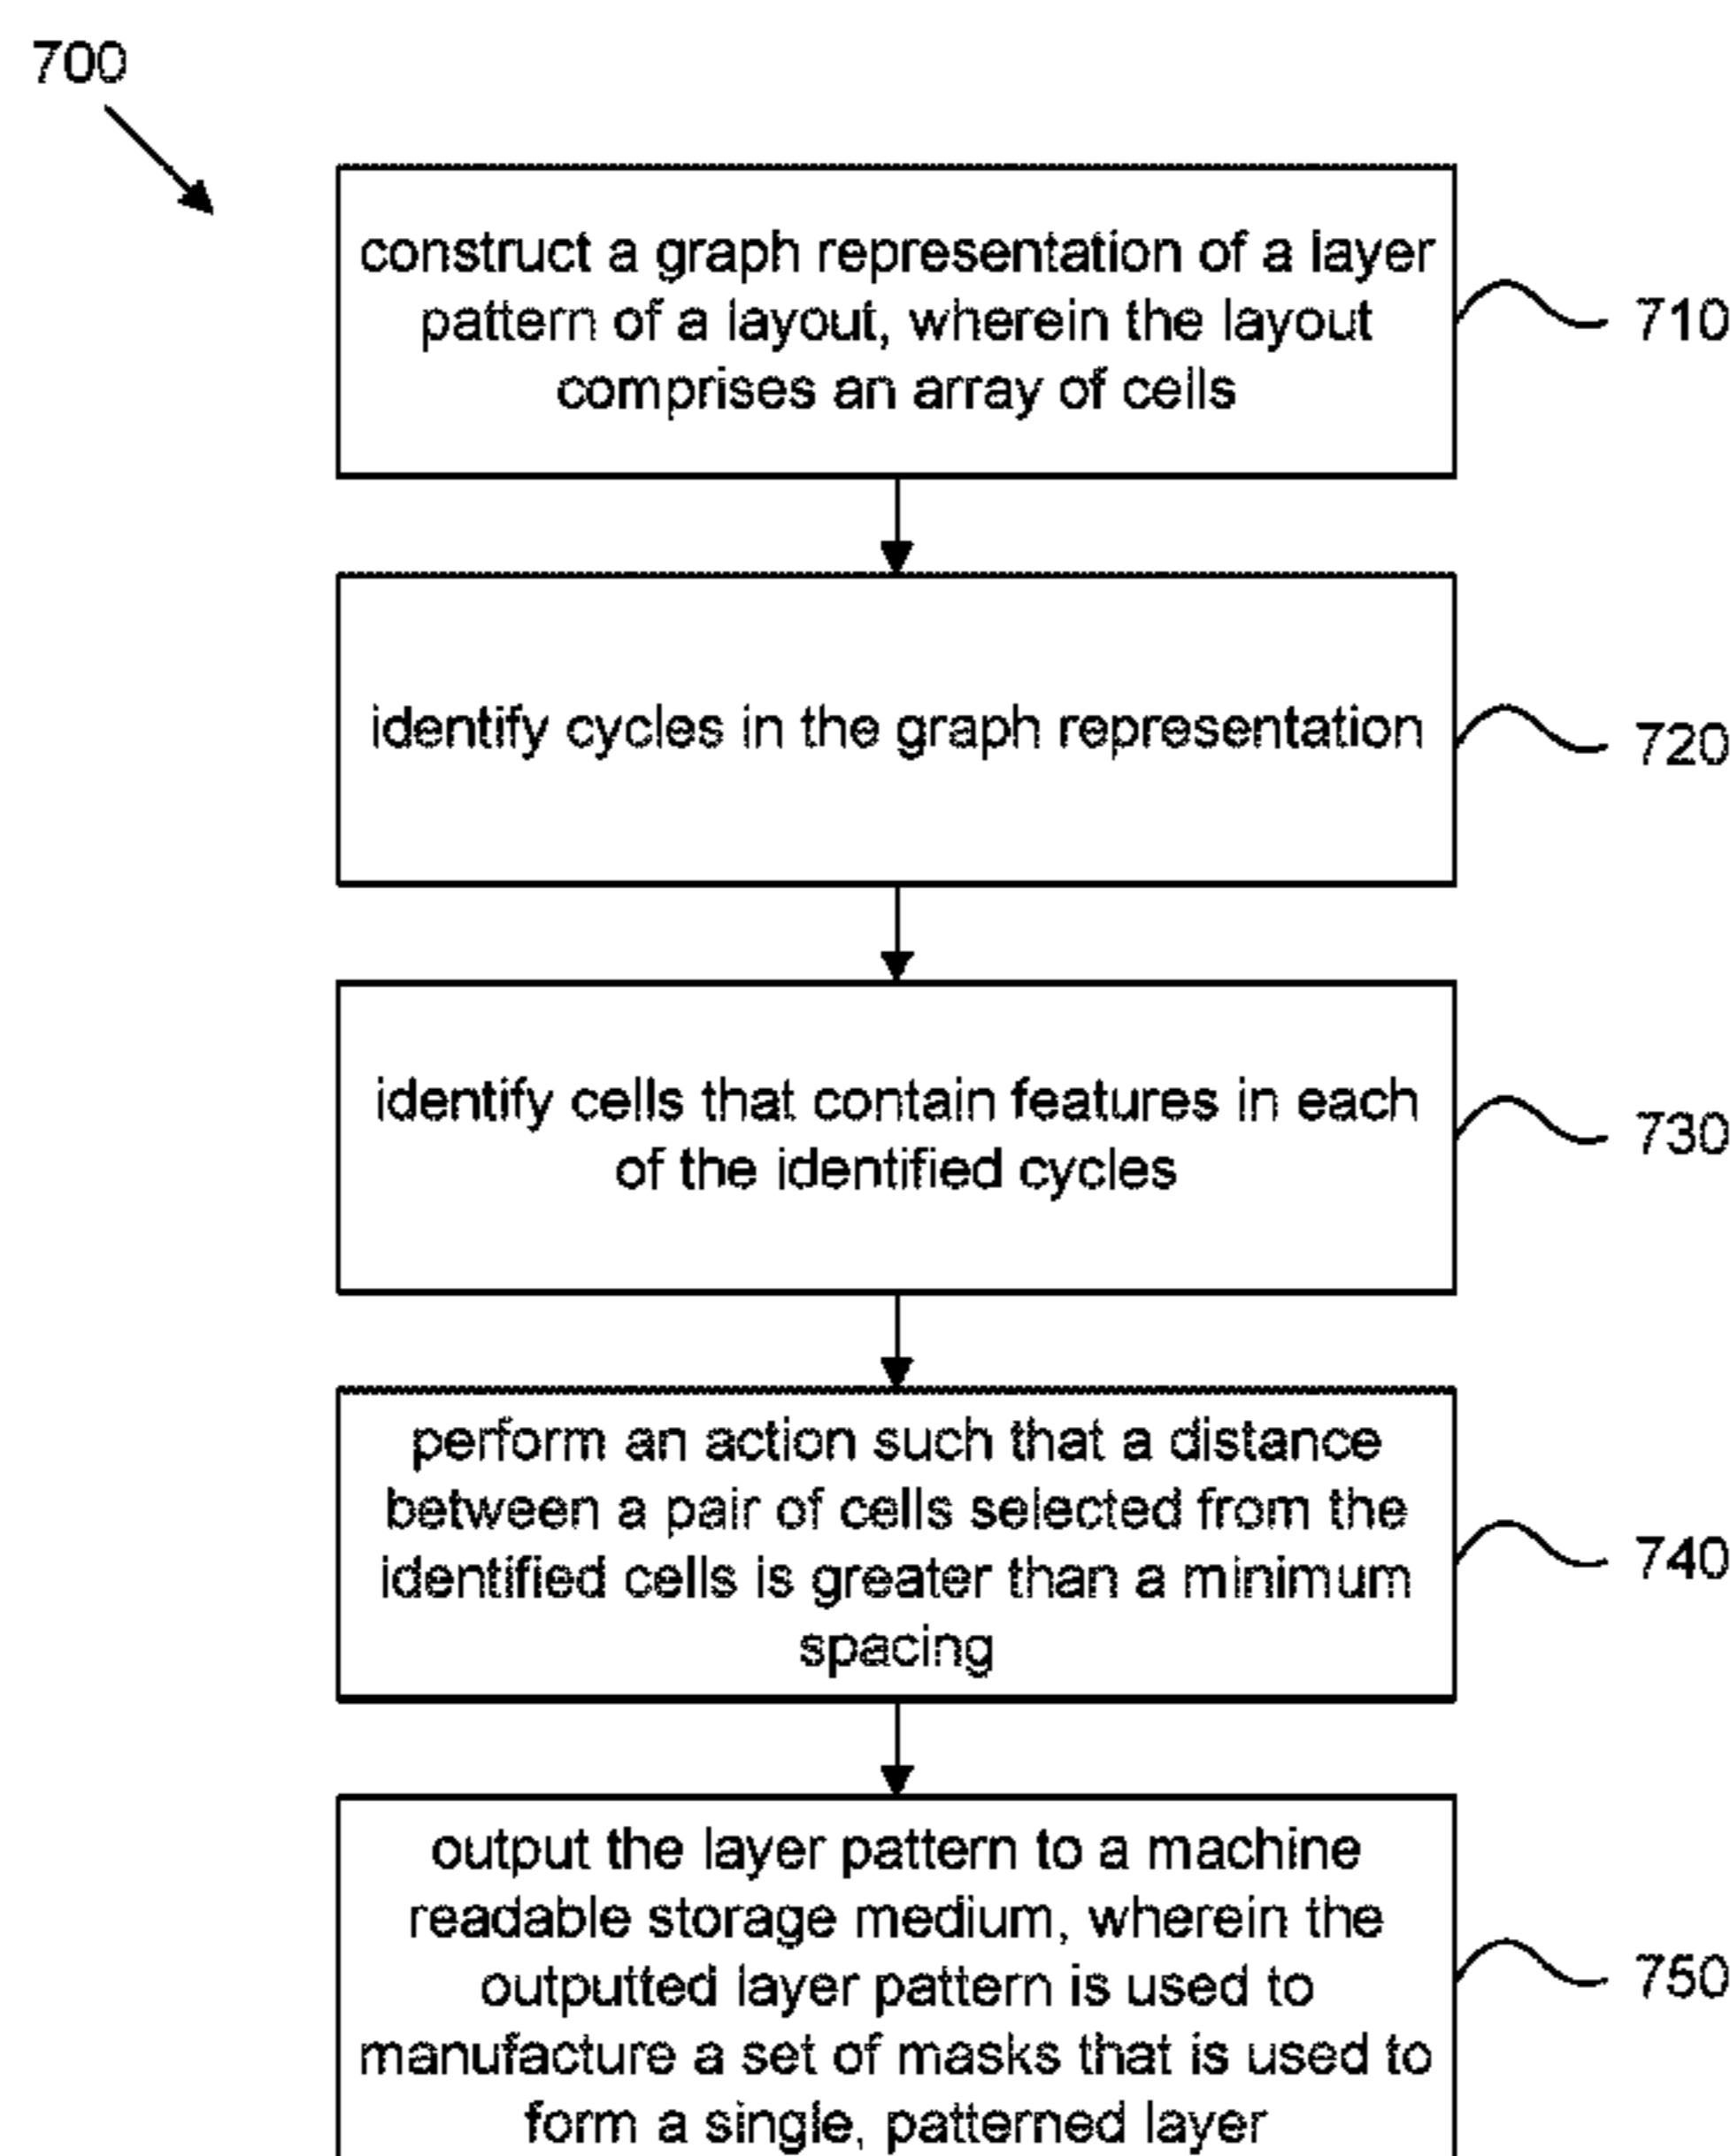 700
construct a graph representation of a layer
pattern of a layout, wherein the layout
comprises an array of cells
710
identify cycles in the graph representation
720
identify cells that contain features in each
of the identified cycles
730
perform an action such that a distance
between a pair of cells selected from the
identified cells is greater than a minimum
spacing
740
output the layer pattern to a machine
readable storage medium, wherein the
outputted layer pattern is used to
manufacture a set of masks that is used to
form a single, patterned layer
750